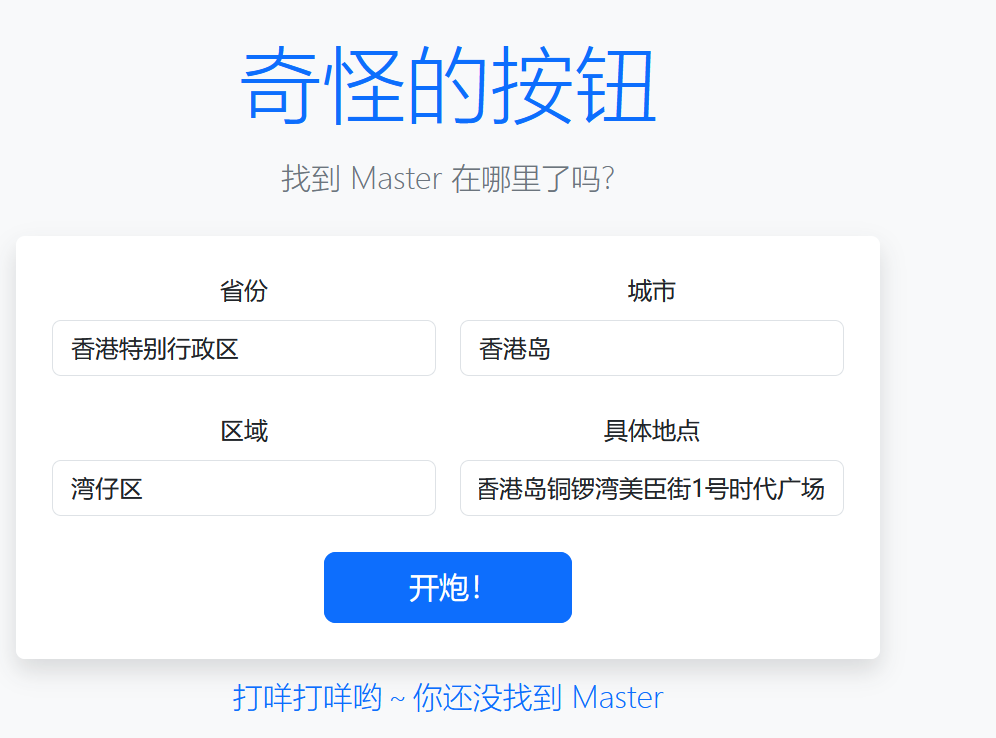 奇怪的按钮
找到 Master 在哪里了吗?
省份
城市
香港特别行政区
香港岛
区域
具体地点
湾仔区
香港岛铜锣湾美臣街1号时代广场
开炮!
打咩打咩哟 ~ 你还没找到 Master